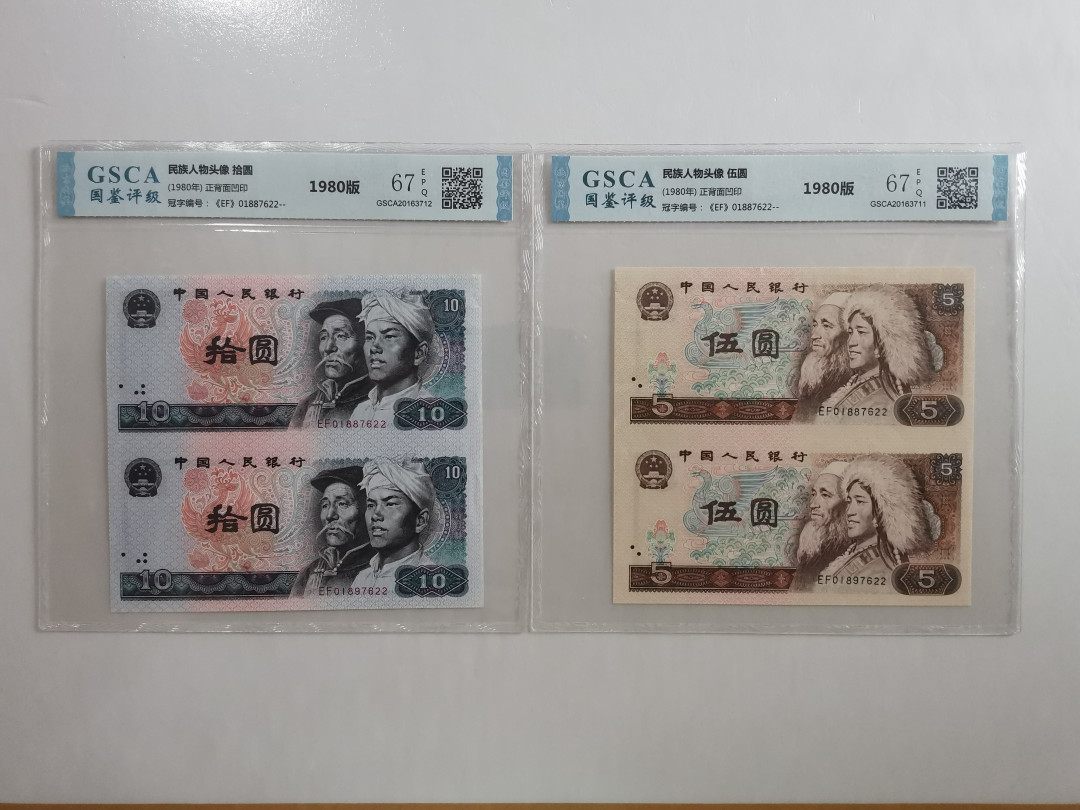 GSCA
国鉴评级
民族人物头像 拾圆
(1980年) 正背面凹印
冠字编号：《EF》01887622--
1980版
67
EPQ
GSCA20163712
中国人民银行
10
拾圆
10
EF01887622
10
中国人民银行
10
拾圆
10
EF01897622
10
GSCA
国鉴评级
民族人物头像 伍圆
(1980年) 正背面凹印
冠字编号：《EF》01887622--
1980版
67
EPQ
GSCA20163711
中国人民银行
5
伍圆
5
EF01887622
5
中国人民银行
5
伍圆
5
EF01897622
5